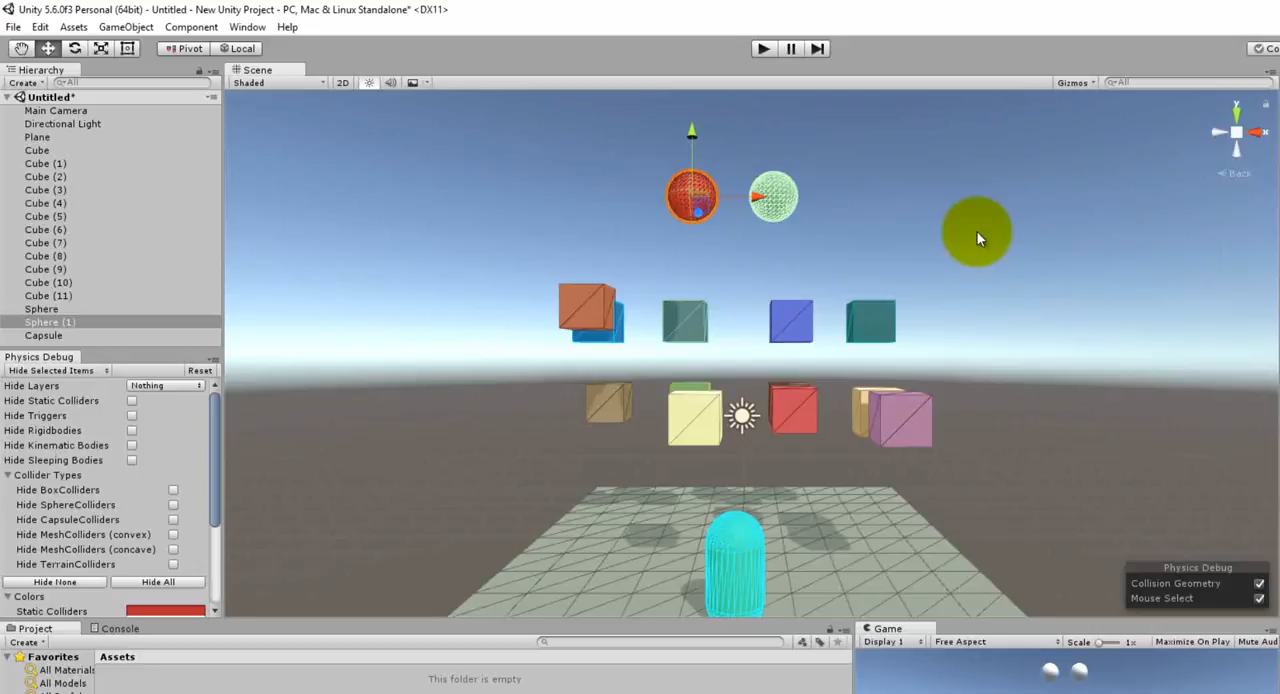 Unity 5.6.0f3 Personal (64bit) - Untitled - New Unity Project - PC, Mac & Linux Standalone* <DX11>
File Edit Assets GameObject Component Window Help
Pivot Local Co
Hierarchy
Create All
Untitled*
Main Camera
Directional Light
Plane
Cube
Cube (1)
Cube (2)
Cube (3)
Cube (4)
Cube (5)
Cube (6)
Cube (7)
Cube (8)
Cube (9)
Cube (10)
Cube (11)
Sphere
Sphere (1)
Capsule
Scene
Shaded 2D Gizmos All
y
x
Back
Physics Debug
Hide Selected Items Reset
Hide Layers Nothing
Hide Static Colliders
Hide Triggers
Hide Rigidbodies
Hide Kinematic Bodies
Hide Sleeping Bodies
Collider Types
Hide BoxColliders
Hide SphereColliders
Hide CapsuleColliders
Hide MeshColliders (convex)
Hide MeshColliders (concave)
Hide TerrainColliders
Hide None Hide All
Colors
Static Colliders
Physics Debug
Collision Geometry
Mouse Select
Project Console
Create
Favorites
All Materials
All Models
Assets
This folder is empty
Game
Display 1 Free Aspect Scale 1x Maximize On Play Mute Aud